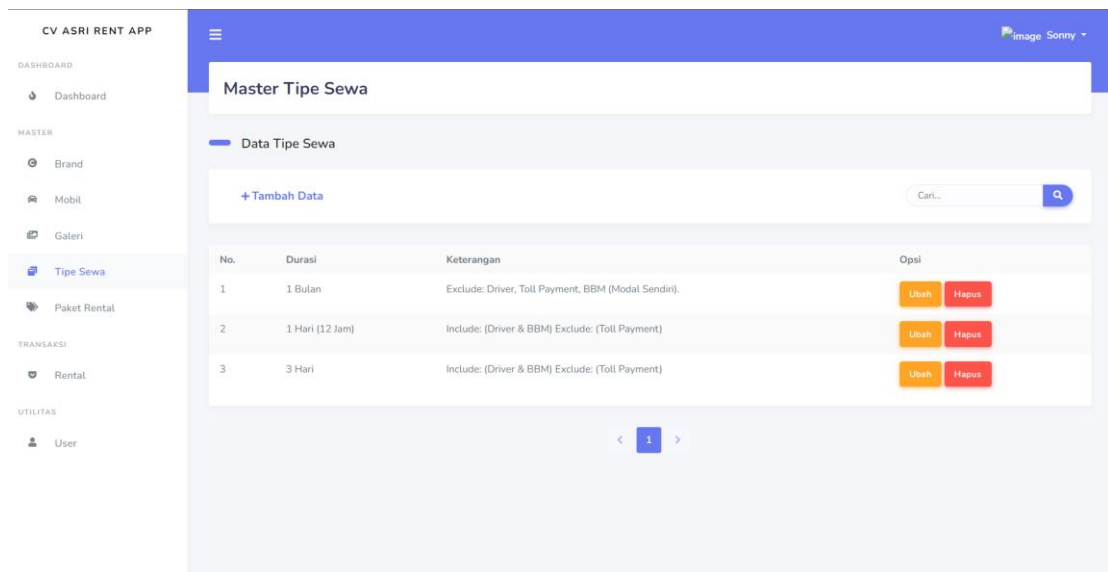 CV ASRI RENT APP
image Sonny
DASHBOARD
Dashboard
Master Tipe Sewa
MASTER
Data Tipe Sewa
Brand
Mobil
+ Tambah Data
Cari...
Galeri
Tipe Sewa
Paket Rental
TRANSAKSI
Rental
UTILITAS
User
No. Durasi Keterangan Opsi
1 1 Bulan Exclude: Driver, Toll Payment, BBM (Modal Sendiri). Ubah Hapus
2 1 Hari (12 Jam) Include: (Driver & BBM) Exclude: (Toll Payment) Ubah Hapus
3 3 Hari Include: (Driver & BBM) Exclude: (Toll Payment) Ubah Hapus
< 1 >